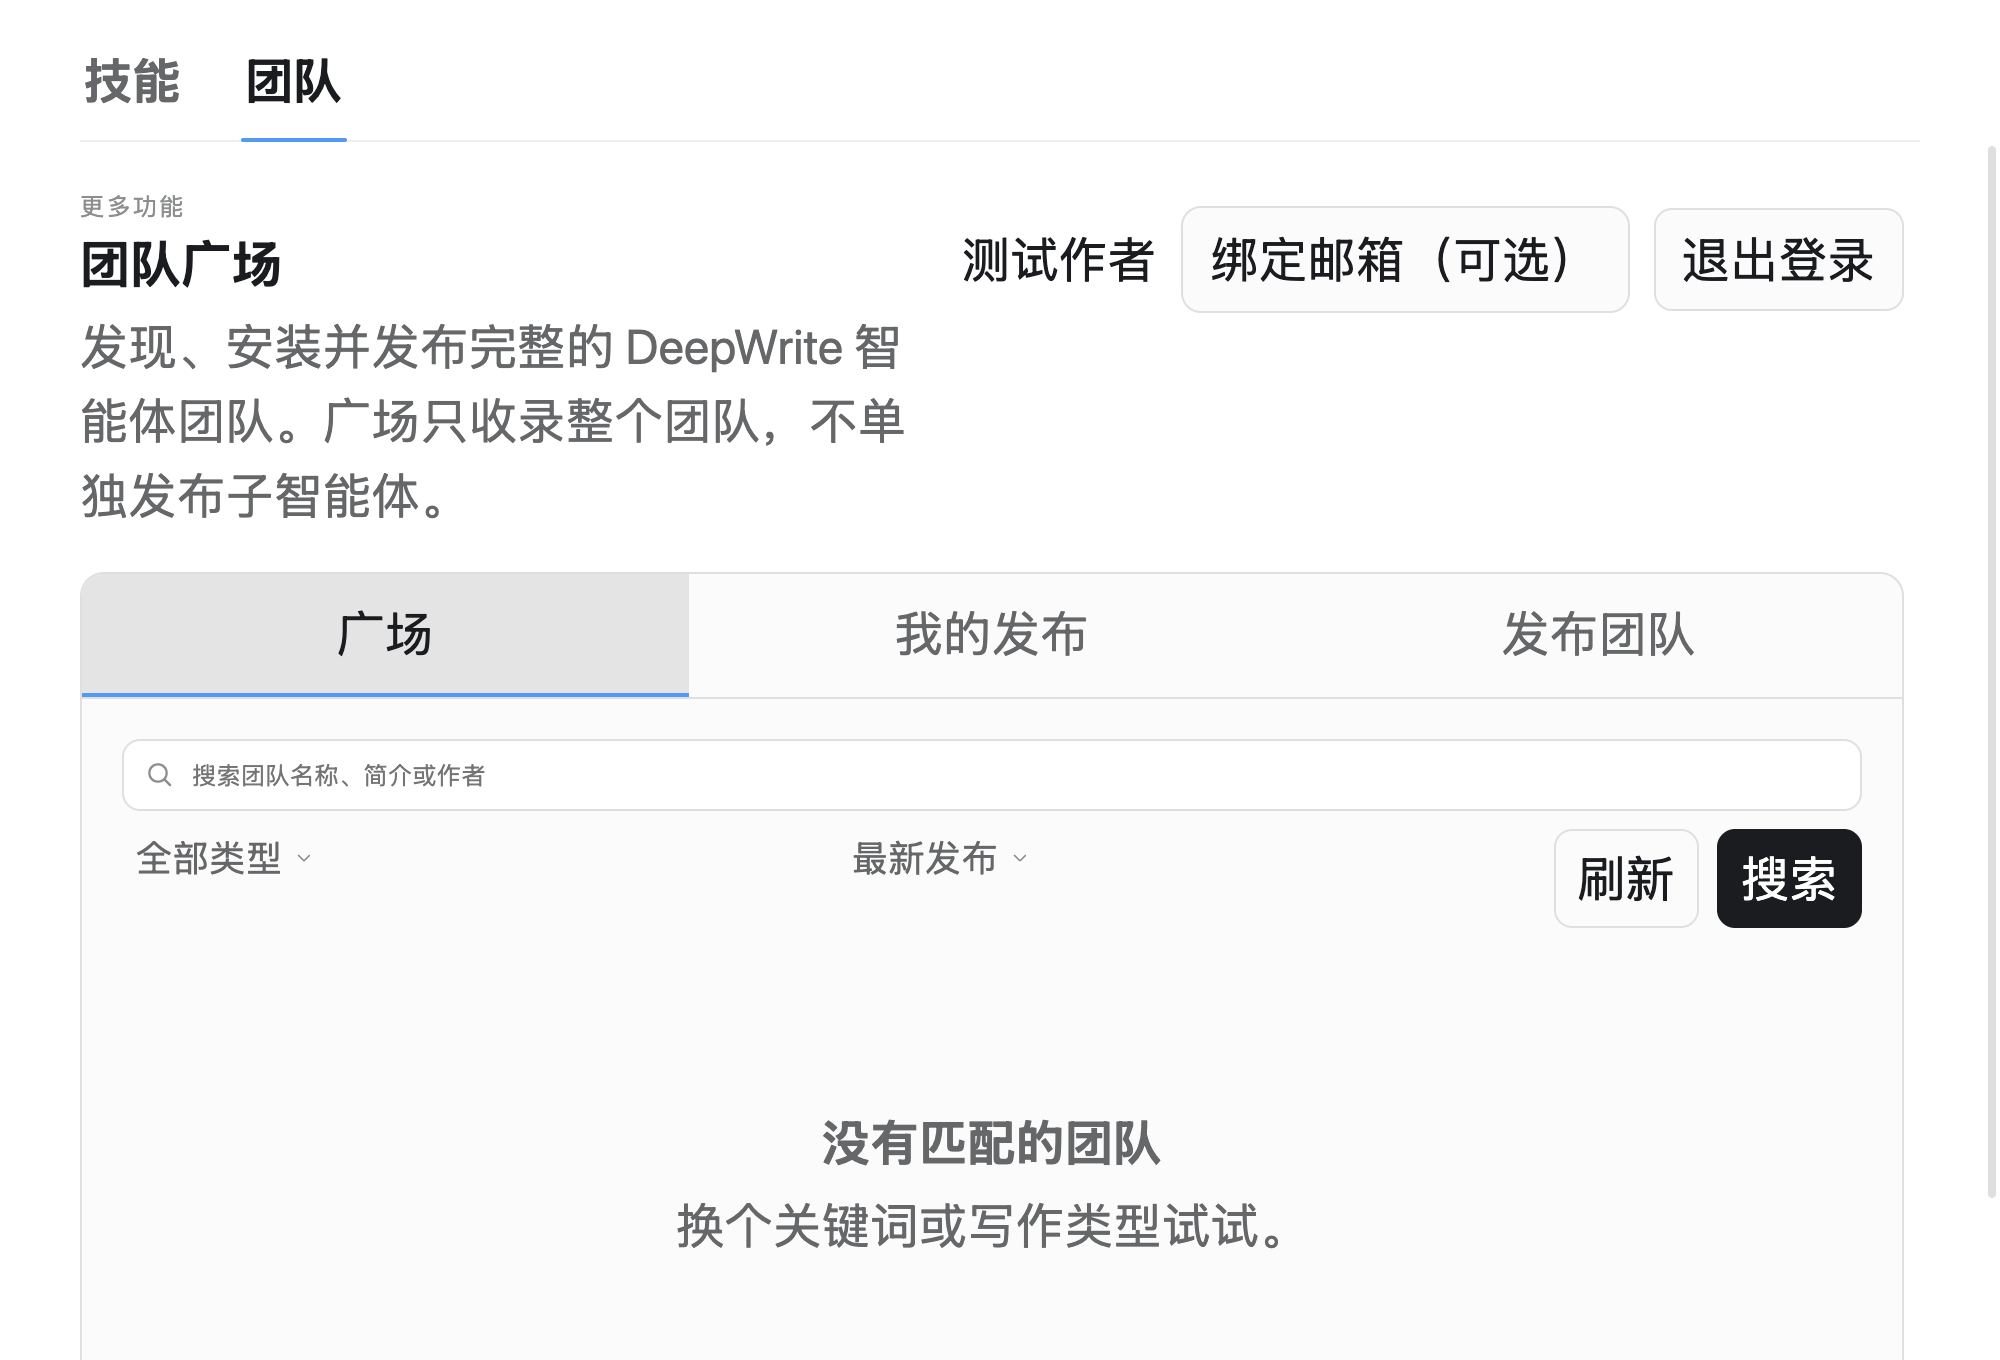 技能 团队
更多功能
团队广场
测试作者 绑定邮箱（可选） 退出登录
发现、安装并发布完整的 DeepWrite 智
能体团队。广场只收录整个团队，不单
独发布子智能体。
广场 我的发布 发布团队
搜索团队名称、简介或作者
全部类型 最新发布 刷新 搜索
没有匹配的团队
换个关键词或写作类型试试。